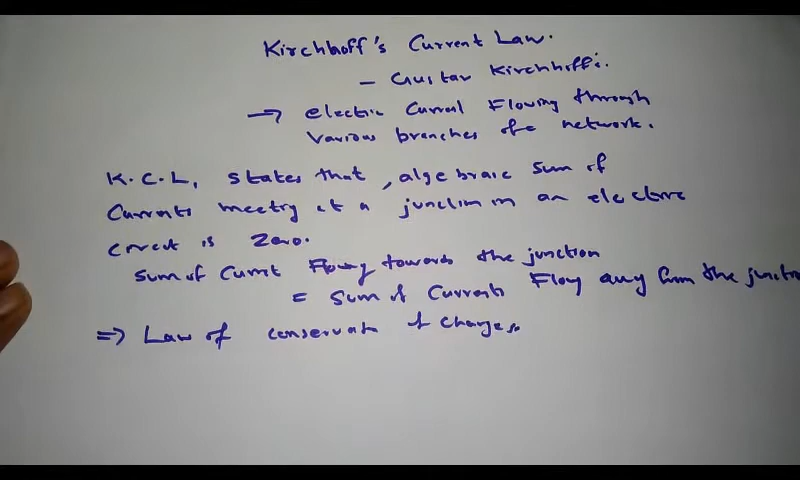 Kirchhoff's Current Law.
- Gustav Kirchhoff.
→ electric Current Flowing through
Various branches of a network.
K.C.L, states that, algebraic sum of
Currents meeting at a junction in an electric
circuit is Zero.
Sum of Current Flowing towards the junction
= Sum of Currents Flowing away from the junction
⇒ Law of conservation of charges.